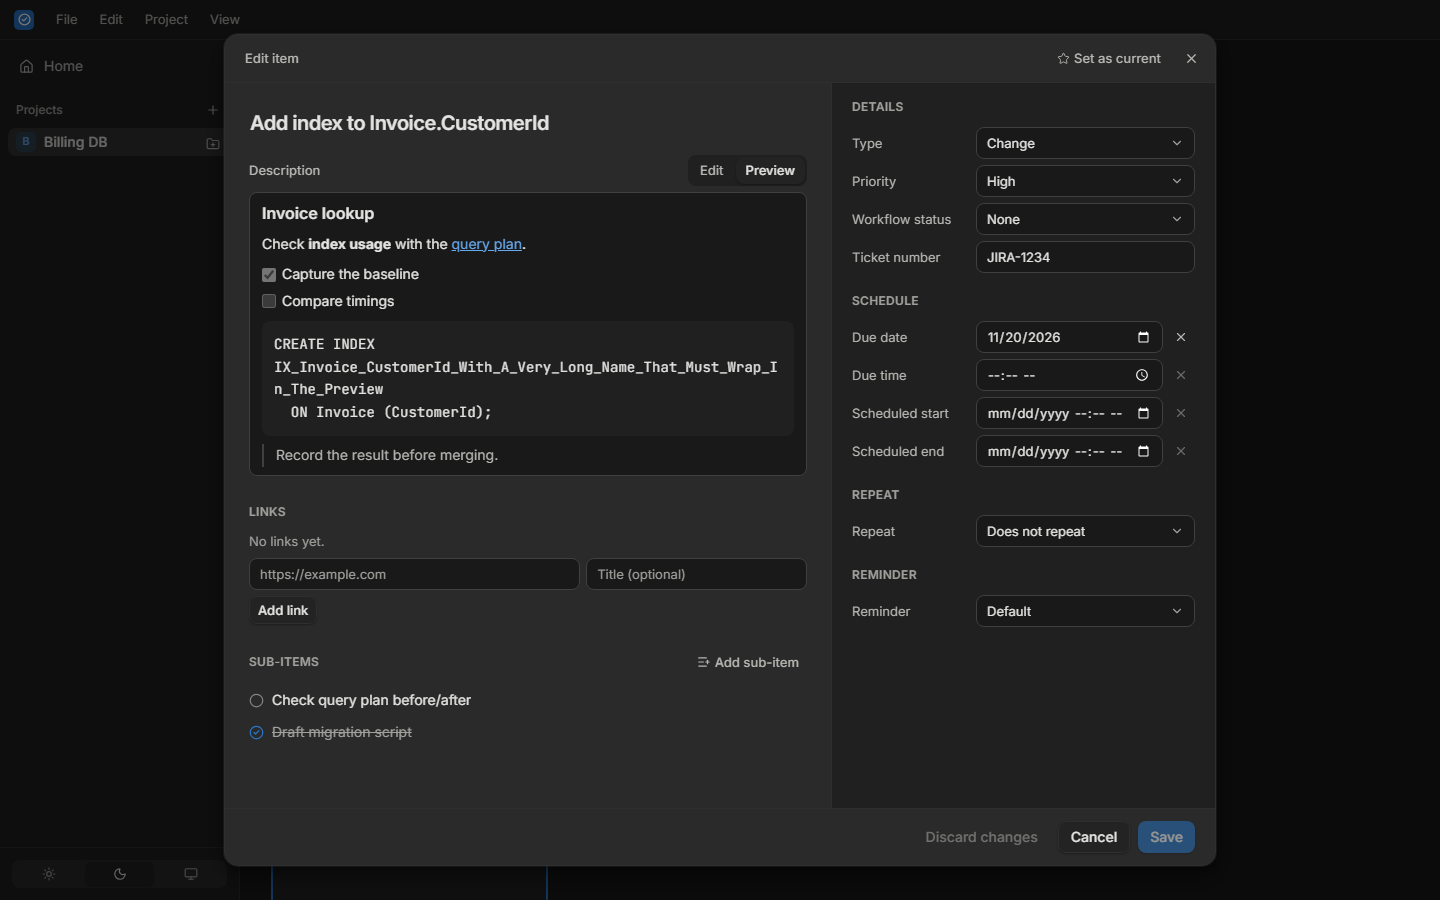 File Edit Project View
Home
Projects
B Billing DB
Edit item
Set as current
Add index to Invoice.CustomerId
Description
Edit Preview
Invoice lookup
Check index usage with the query plan.
Capture the baseline
Compare timings
CREATE INDEX
IX_Invoice_CustomerId_With_A_Very_Long_Name_That_Must_Wrap_I
n_The_Preview
ON Invoice (CustomerId);
Record the result before merging.
LINKS
No links yet.
https://example.com
Title (optional)
Add link
SUB-ITEMS
Add sub-item
Check query plan before/after
Draft migration script
DETAILS
Type Change
Priority High
Workflow status None
Ticket number JIRA-1234
SCHEDULE
Due date 11/20/2026
Due time --:-- --
Scheduled start mm/dd/yyyy --:-- --
Scheduled end mm/dd/yyyy --:-- --
REPEAT
Repeat Does not repeat
REMINDER
Reminder Default
Discard changes Cancel Save